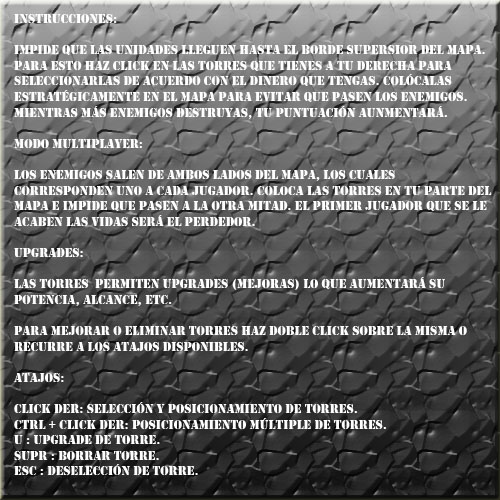 INSTRUCCIONES:
IMPIDE QUE LAS UNIDADES LLEGUEN HASTA EL BORDE SUPERSIOR DEL MAPA.
PARA ESTO HAZ CLICK EN LAS TORRES QUE TIENES A TU DERECHA PARA
SELECCIONARLAS DE ACUERDO CON EL DINERO QUE TENGAS. COLÓCALAS
ESTRATÉGICAMENTE EN EL MAPA PARA EVITAR QUE PASEN LOS ENEMIGOS.
MIENTRAS MÁS ENEMIGOS DESTRUYAS, TU PUNTUACIÓN AUNMENTARÁ.
MODO MULTIPLAYER:
LOS ENEMIGOS SALEN DE AMBOS LADOS DEL MAPA, LOS CUALES
CORRESPONDEN UNO A CADA JUGADOR. COLOCA LAS TORRES EN TU PARTE DEL
MAPA E IMPIDE QUE PASEN A LA OTRA MITAD. EL PRIMER JUGADOR QUE SE LE
ACABEN LAS VIDAS SERÁ EL PERDEDOR.
UPGRADES:
LAS TORRES PERMITEN UPGRADES (MEJORAS) LO QUE AUMENTARÁ SU
POTENCIA, ALCANCE, ETC.
PARA MEJORAR O ELIMINAR TORRES HAZ DOBLE CLICK SOBRE LA MISMA O
RECURRE A LOS ATAJOS DISPONIBLES.
ATAJOS:
CLICK DER: SELECCIÓN Y POSICIONAMIENTO DE TORRES.
CTRL + CLICK DER: POSICIONAMIENTO MÚLTIPLE DE TORRES.
U : UPGRADE DE TORRE.
SUPR : BORRAR TORRE.
ESC : DESELECCIÓN DE TORRE.